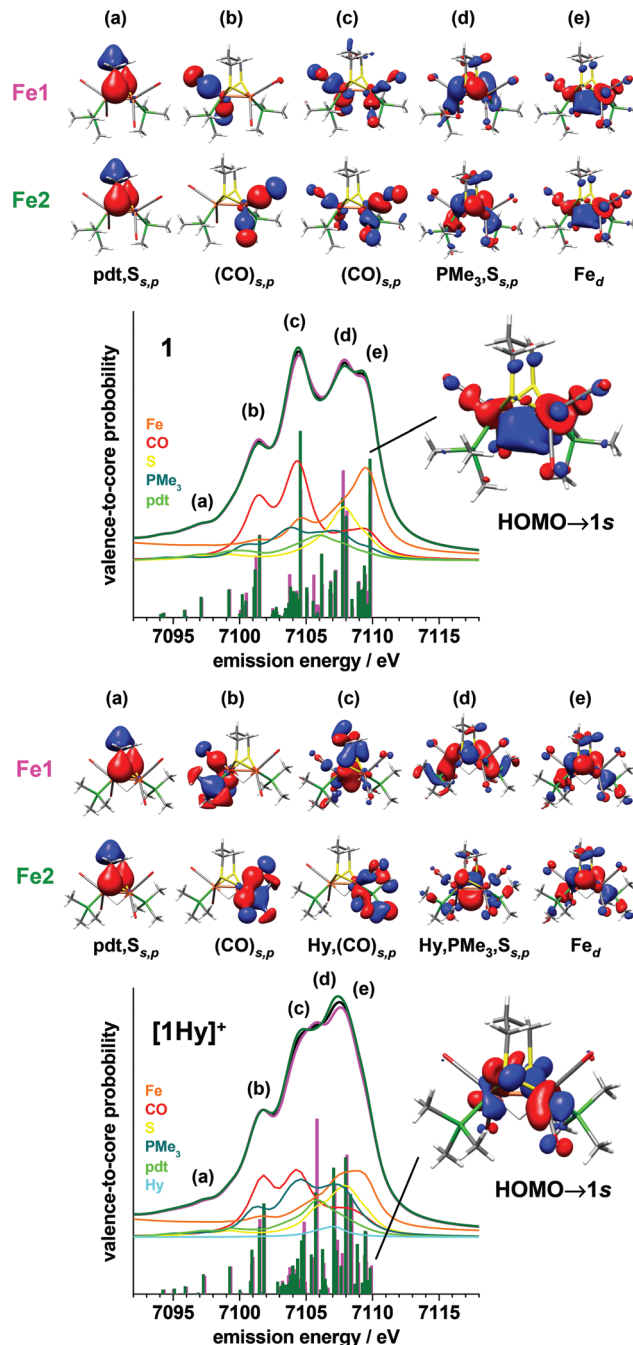 (a) (b) (c) (d) (e)
Fe1
Fe2
pdt,Ss,p (CO)s,p (CO)s,p PMe3,Ss,p Fed
1
(a)
(b)
(c)
(d)
(e)
Fe
CO
S
PMe3
pdt
valence-to-core probobility
HOMO→1s
7095 7100 7105 7110 7115
emission energy / eV
(a) (b) (c) (d) (e)
Fe1
Fe2
pdt,Ss,p (CO)s,p Hy,(CO)s,p Hy,PMe3,Ss,p Fed
[1Hy]+
(a)
(b)
(c)
(d)
(e)
Fe
CO
S
PMe3
pdt
Hy
valence-to-core probobility
HOMO→1s
7095 7100 7105 7110 7115
emission energy / eV